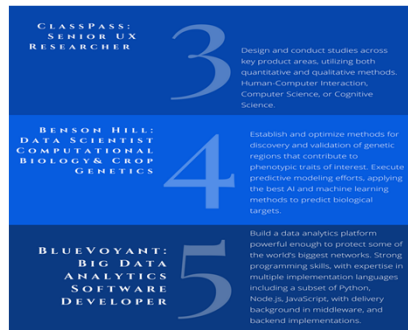 ClassPass:
Senior UX
Researcher
3
Design and conduct studies across
key product areas, utilizing both
quantitative and qualitative methods.
Human-Computer Interaction,
Computer Science, or Cognitive
Science.
Benson Hill:
Data Scientist
Computational
Biology& Crop
Genetics
4
Establish and optimize methods for
discovery and validation of genetic
regions that contribute to
phenotypic traits of interest. Execute
predictive modeling efforts, applying
the best AI and machine learning
methods to predict biological
targets.
BlueVoyant:
Big Data
Analytics
Software
Developer
5
Build a data analytics platform
powerful enough to protect some of
the world's biggest networks. Strong
programming skills, with expertise in
multiple implementation languages
including a subset of Python,
Node.js, JavaScript, with delivery
background in middleware, and
backend implementations.